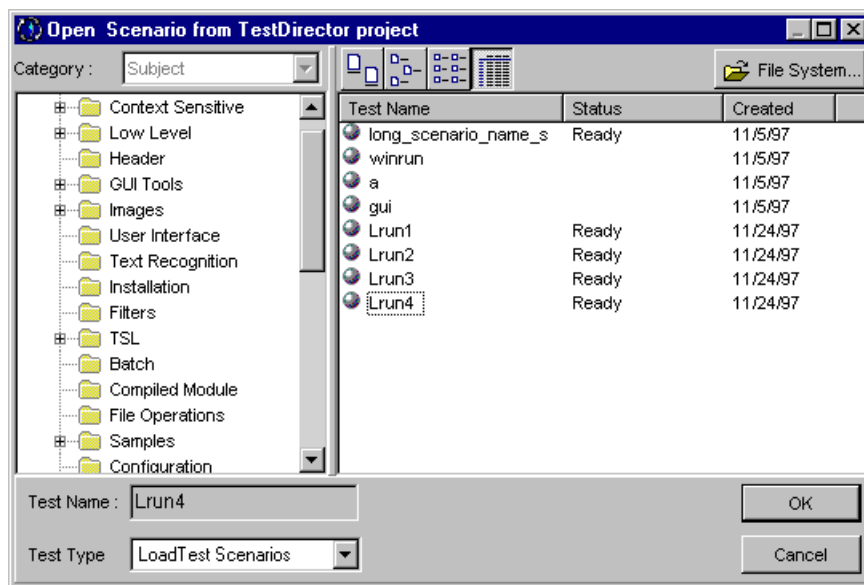 Open Scenario from TestDirector project
Category : Subject
File System...
Context Sensitive
Low Level
Header
GUI Tools
Images
User Interface
Text Recognition
Installation
Filters
TSL
Batch
Compiled Module
File Operations
Samples
Configuration
Test Name Status Created
long_scenario_name_s Ready 11/5/97
winrun 11/5/97
a 11/5/97
gui 11/5/97
Lrun1 Ready 11/24/97
Lrun2 Ready 11/24/97
Lrun3 Ready 11/24/97
Lrun4 Ready 11/24/97
Test Name : Lrun4
OK
Test Type LoadTest Scenarios
Cancel